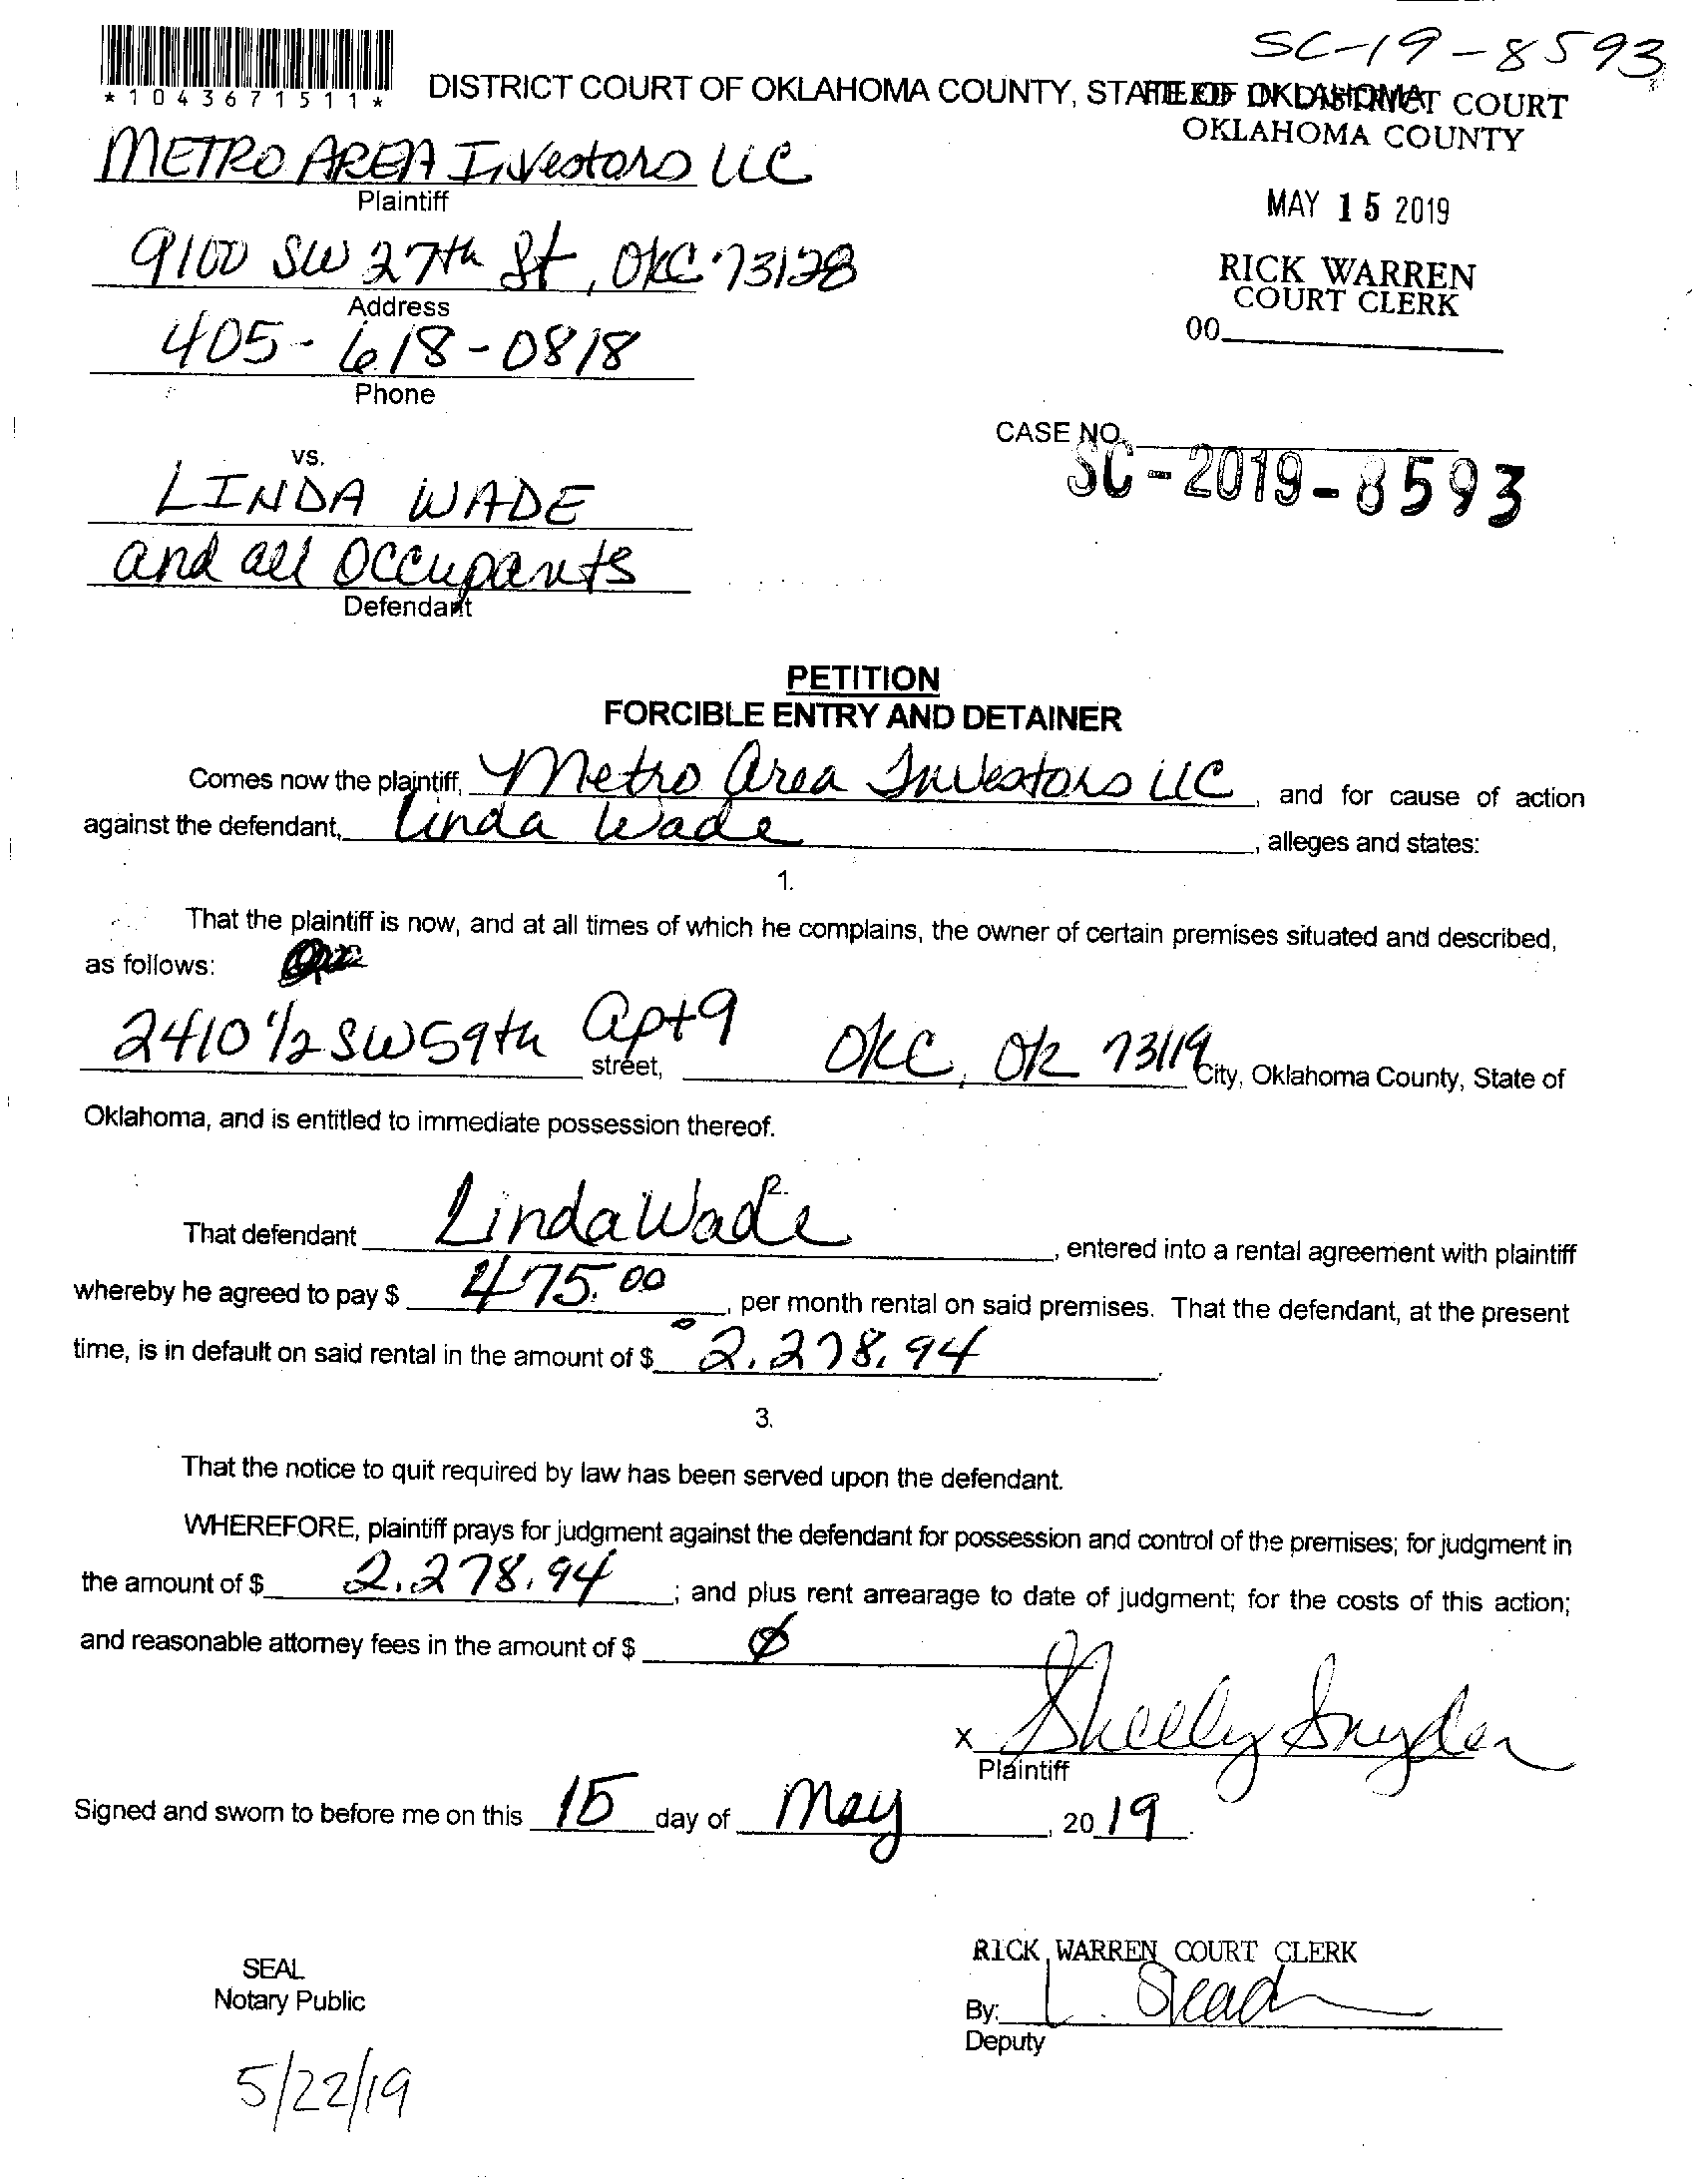 SC-19-8593
*1043671511*
DISTRICT COURT OF OKLAHOMA COUNTY, STATE OF OKLAHOMA
FILED IN DISTRICT COURT
OKLAHOMA COUNTY
METRO AREA Investors LLC
Plaintiff
MAY 15 2019
9100 SW 27th St, OKC 73128
Address
RICK WARREN
COURT CLERK
00
405-618-0818
Phone
CASE NO.
SC-2019-8593
vs.
LINDA WADE
and all Occupants
Defendant
PETITION
FORCIBLE ENTRY AND DETAINER
Comes now the plaintiff, Metro Area Investors LLC, and for cause of action
against the defendant, Linda Wade, alleges and states:
1.
That the plaintiff is now, and at all times of which he complains, the owner of certain premises situated and described,
as follows:
2410 1/2 SW 59th apt 9 street, OKC, Ok 73119 City, Oklahoma County, State of
Oklahoma, and is entitled to immediate possession thereof.
2.
That defendant Linda Wade, entered into a rental agreement with plaintiff
whereby he agreed to pay $ 475.00, per month rental on said premises. That the defendant, at the present
time, is in default on said rental in the amount of $ 2,278.94.
3.
That the notice to quit required by law has been served upon the defendant.
WHEREFORE, plaintiff prays for judgment against the defendant for possession and control of the premises; for judgment in
the amount of $ 2,278.94; and plus rent arrearage to date of judgment; for the costs of this action;
and reasonable attorney fees in the amount of $ ∅
X Shelly Snyder
Plaintiff
Signed and sworn to before me on this 15 day of May, 20 19.
SEAL
Notary Public
RICK WARREN COURT CLERK
By:
Deputy
5/22/19